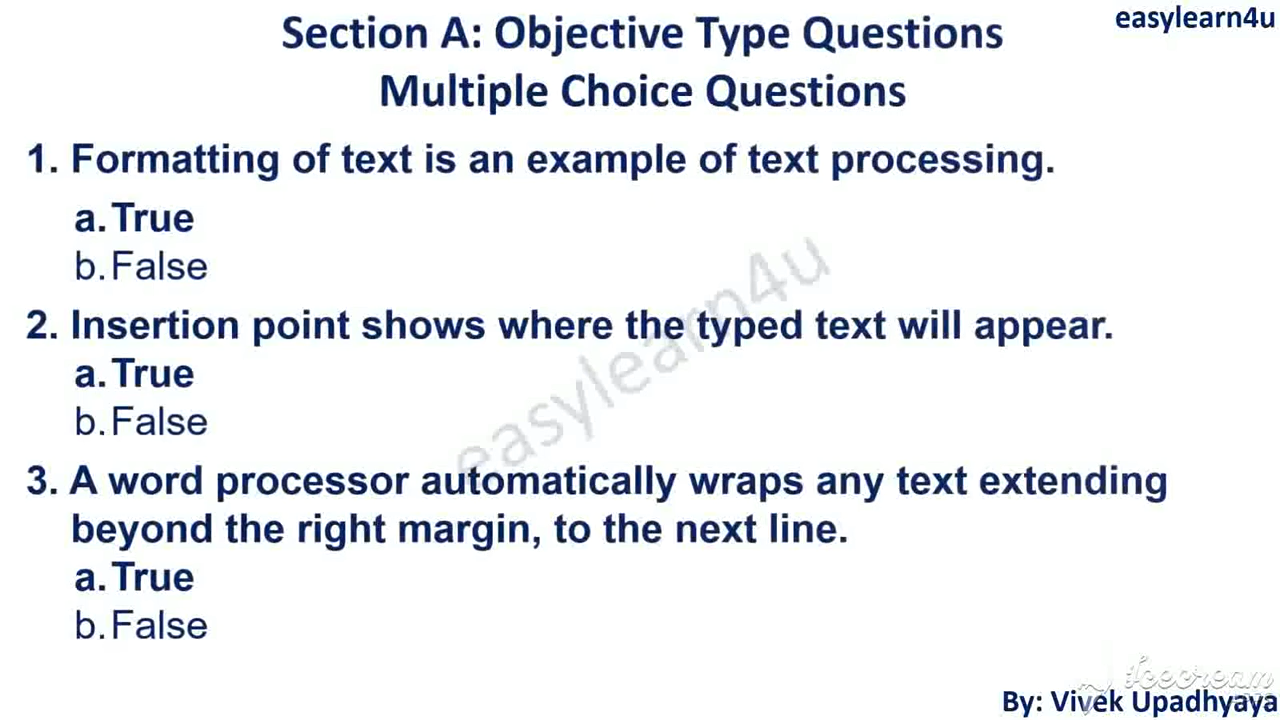 easylearn4u
Section A: Objective Type Questions
Multiple Choice Questions
1. Formatting of text is an example of text processing.
a. True
b. False
2. Insertion point shows where the typed text will appear.
a. True
b. False
3. A word processor automatically wraps any text extending
beyond the right margin, to the next line.
a. True
b. False
easylearn4u
Icecream
By: Vivek Upadhyaya